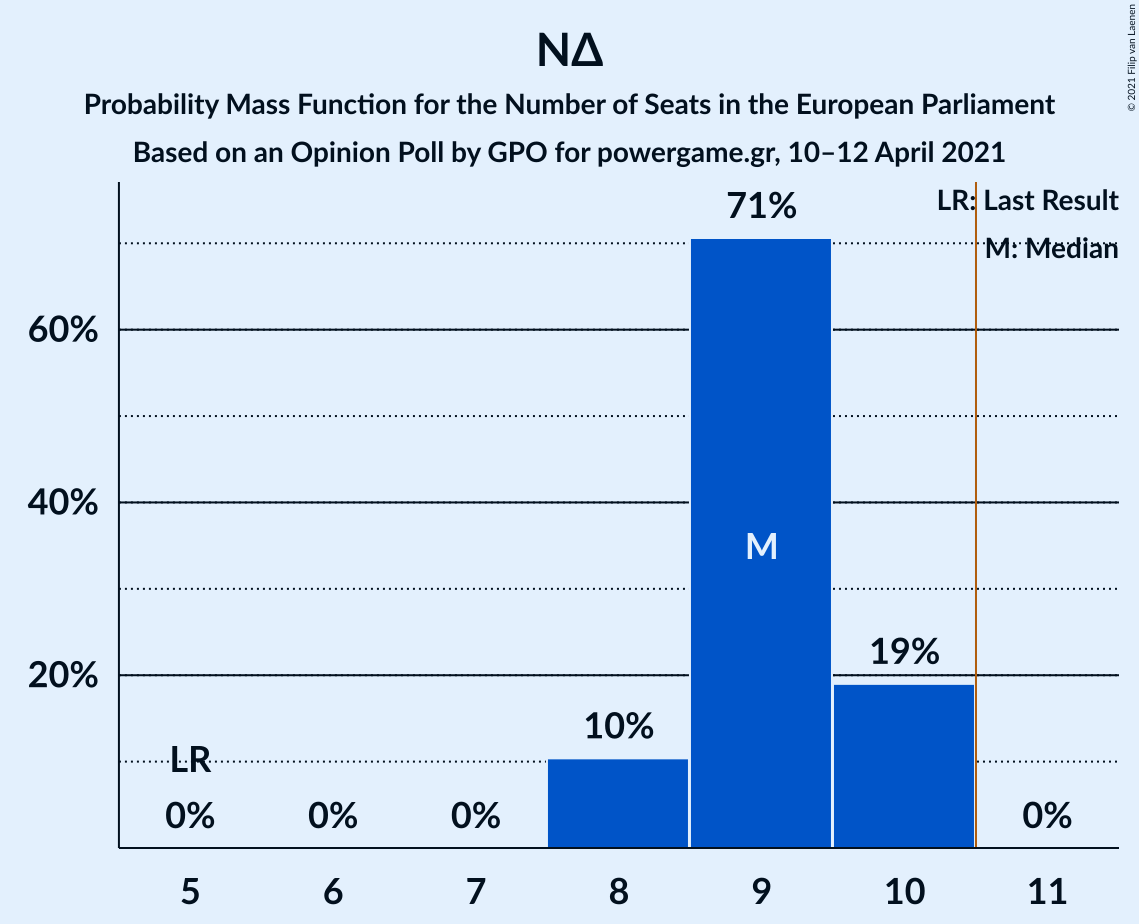 ΝΔ
Probability Mass Function for the Number of Seats in the European Parliament
Based on an Opinion Poll by GPO for powergame.gr, 10–12 April 2021
© 2021 Filip van Laenen
LR: Last Result
M: Median
71%
60%
40%
M
20%
19%
10%
LR
0%
0%
0%
0%
5
6
7
8
9
10
11